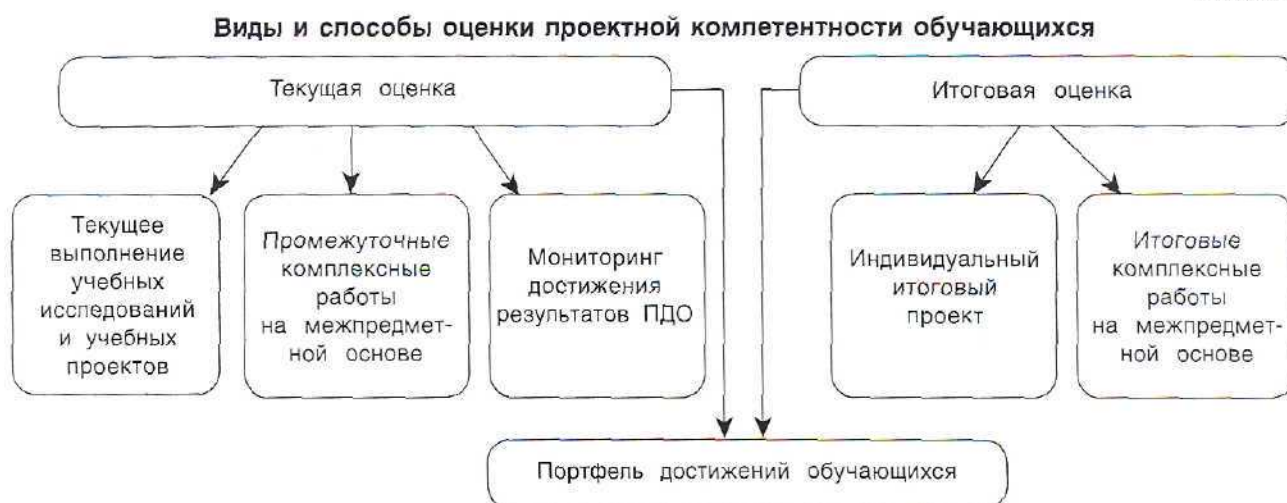 Виды и способы оценки проектной компетентности обучающихся
Текущая оценка
Итоговая оценка
Текущее
выполнение
учебных
исследований
и учебных
проектов
Промежуточные
комплексные
работы
на межпредмет-
ной основе
Мониторинг
достижения
результатов ПДО
Индивидуальный
итоговый
проект
Итоговые
комплексные
работы
на межпредмет-
ной основе
Портфель достижений обучающихся